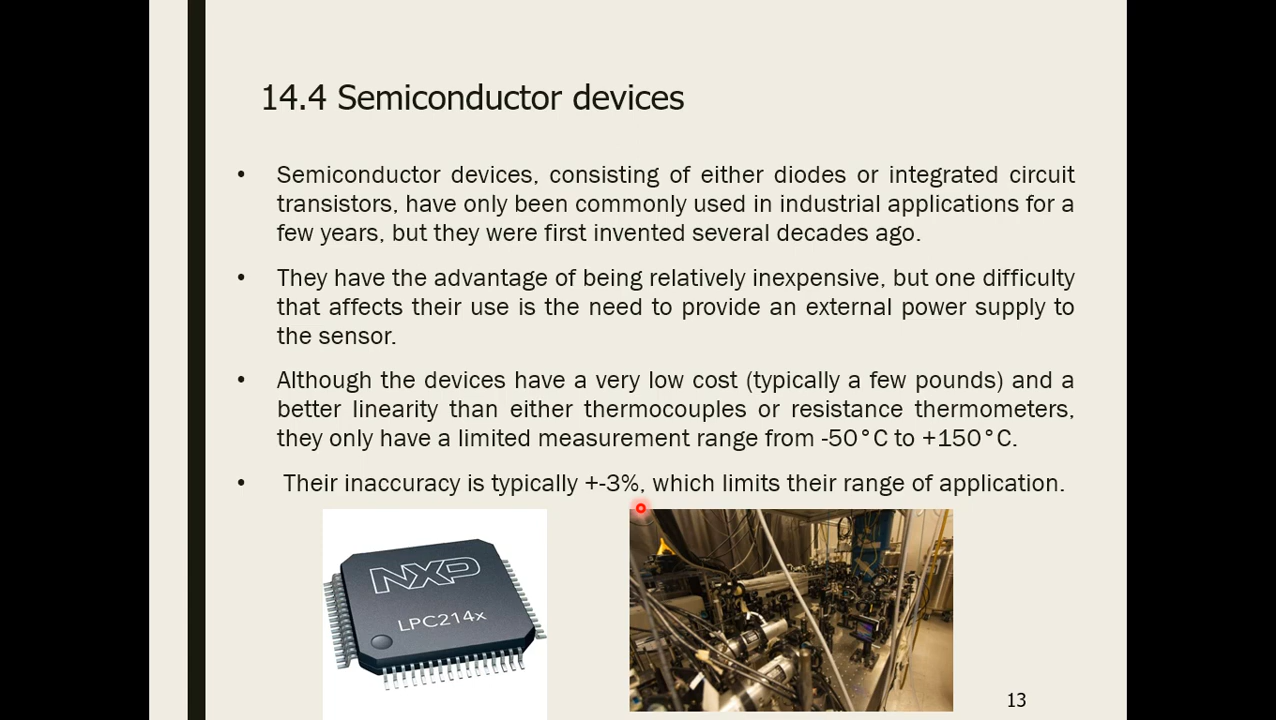 14.4 Semiconductor devices
• Semiconductor devices, consisting of either diodes or integrated circuit
transistors, have only been commonly used in industrial applications for a
few years, but they were first invented several decades ago.
• They have the advantage of being relatively inexpensive, but one difficulty
that affects their use is the need to provide an external power supply to
the sensor.
• Although the devices have a very low cost (typically a few pounds) and a
better linearity than either thermocouples or resistance thermometers,
they only have a limited measurement range from -50°C to +150°C.
• Their inaccuracy is typically +-3%, which limits their range of application.
NXP
LPC214x
13